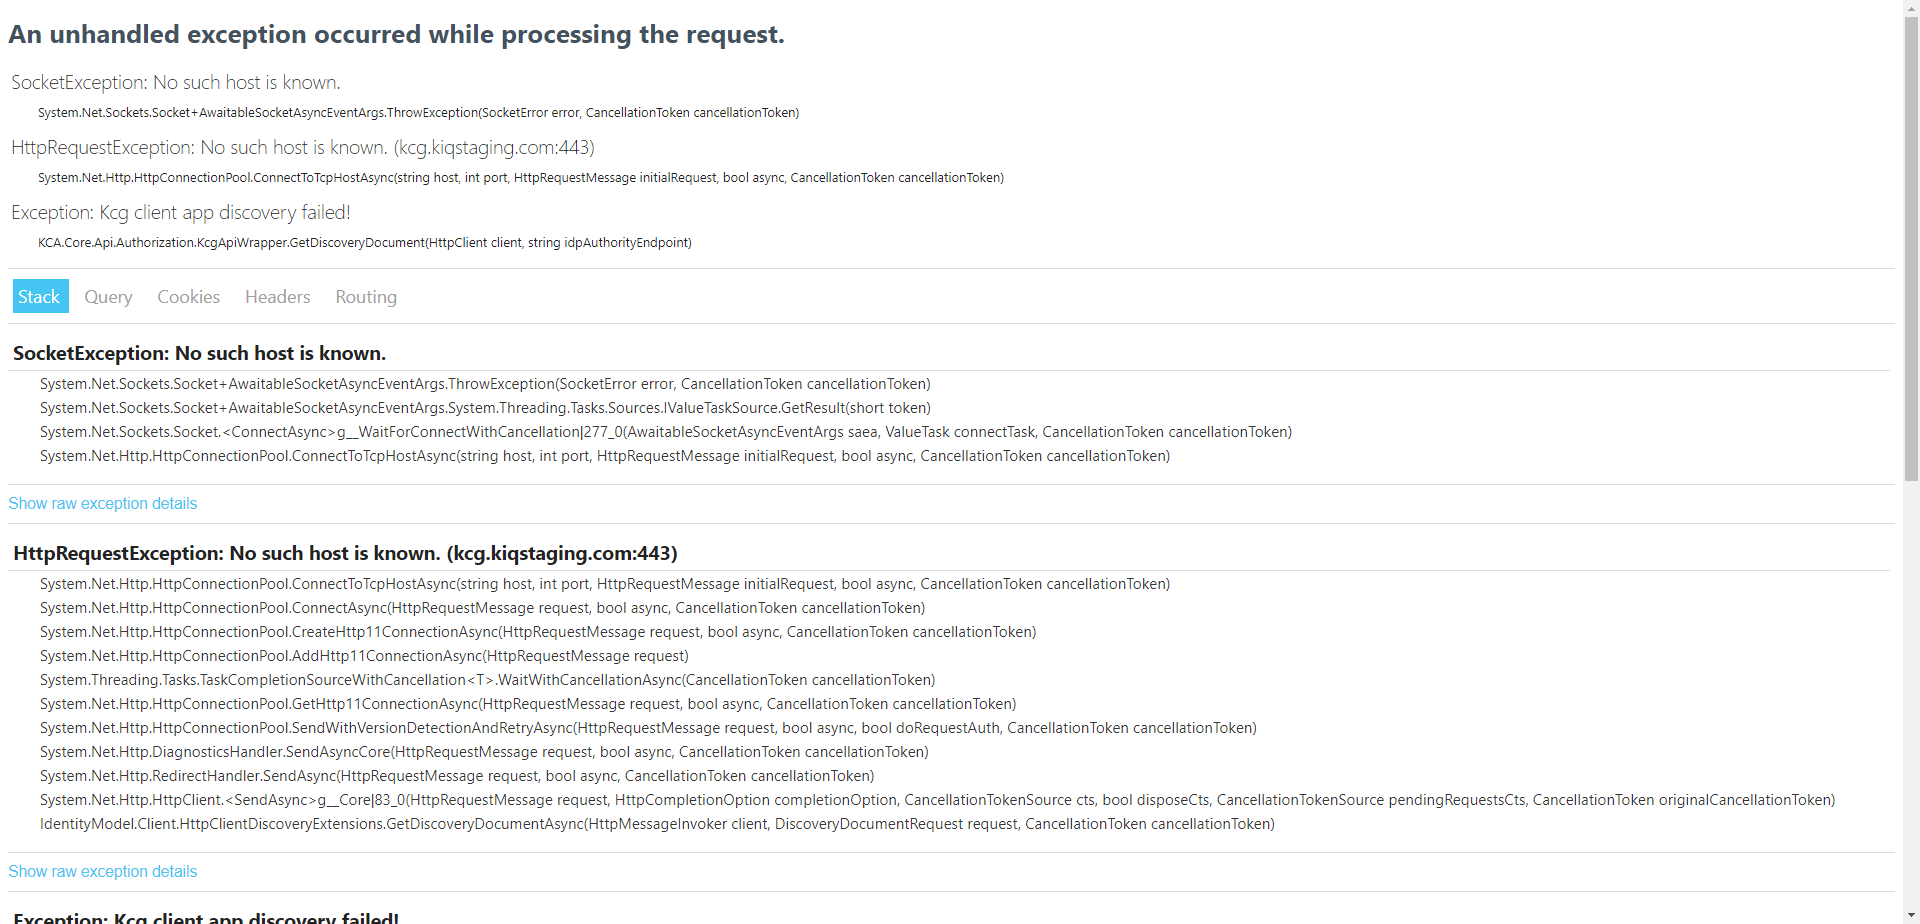 An unhandled exception occurred while processing the request.
SocketException: No such host is known.
System.Net.Sockets.Socket+AwaitableSocketAsyncEventArgs.ThrowException(SocketError error, CancellationToken cancellationToken)
HttpRequestException: No such host is known. (kcg.kiqstaging.com:443)
System.Net.Http.HttpConnectionPool.ConnectToTcpHostAsync(string host, int port, HttpRequestMessage initialRequest, bool async, CancellationToken cancellationToken)
Exception: Kcg client app discovery failed!
KCA.Core.Api.Authorization.KcgApiWrapper.GetDiscoveryDocument(HttpClient client, string idpAuthorityEndpoint)
Stack Query Cookies Headers Routing
SocketException: No such host is known.
System.Net.Sockets.Socket+AwaitableSocketAsyncEventArgs.ThrowException(SocketError error, CancellationToken cancellationToken)
System.Net.Sockets.Socket+AwaitableSocketAsyncEventArgs.System.Threading.Tasks.Sources.IValueTaskSource.GetResult(short token)
System.Net.Sockets.Socket.<ConnectAsync>g__WaitForConnectWithCancellation|277_0(AwaitableSocketAsyncEventArgs saea, ValueTask connectTask, CancellationToken cancellationToken)
System.Net.Http.HttpConnectionPool.ConnectToTcpHostAsync(string host, int port, HttpRequestMessage initialRequest, bool async, CancellationToken cancellationToken)
Show raw exception details
HttpRequestException: No such host is known. (kcg.kiqstaging.com:443)
System.Net.Http.HttpConnectionPool.ConnectToTcpHostAsync(string host, int port, HttpRequestMessage initialRequest, bool async, CancellationToken cancellationToken)
System.Net.Http.HttpConnectionPool.ConnectAsync(HttpRequestMessage request, bool async, CancellationToken cancellationToken)
System.Net.Http.HttpConnectionPool.CreateHttp11ConnectionAsync(HttpRequestMessage request, bool async, CancellationToken cancellationToken)
System.Net.Http.HttpConnectionPool.AddHttp11ConnectionAsync(HttpRequestMessage request)
System.Threading.Tasks.TaskCompletionSourceWithCancellation<T>.WaitWithCancellationAsync(CancellationToken cancellationToken)
System.Net.Http.HttpConnectionPool.GetHttp11ConnectionAsync(HttpRequestMessage request, bool async, CancellationToken cancellationToken)
System.Net.Http.HttpConnectionPool.SendWithVersionDetectionAndRetryAsync(HttpRequestMessage request, bool async, bool doRequestAuth, CancellationToken cancellationToken)
System.Net.Http.DiagnosticsHandler.SendAsyncCore(HttpRequestMessage request, bool async, CancellationToken cancellationToken)
System.Net.Http.RedirectHandler.SendAsync(HttpRequestMessage request, bool async, CancellationToken cancellationToken)
System.Net.Http.HttpClient.<SendAsync>g__Core|83_0(HttpRequestMessage request, HttpCompletionOption completionOption, CancellationTokenSource cts, bool disposeCts, CancellationTokenSource pendingRequestsCts, CancellationToken originalCancellationToken)
IdentityModel.Client.HttpClientDiscoveryExtensions.GetDiscoveryDocumentAsync(HttpMessageInvoker client, DiscoveryDocumentRequest request, CancellationToken cancellationToken)
Show raw exception details
Exception: Kcg client app discovery failed!